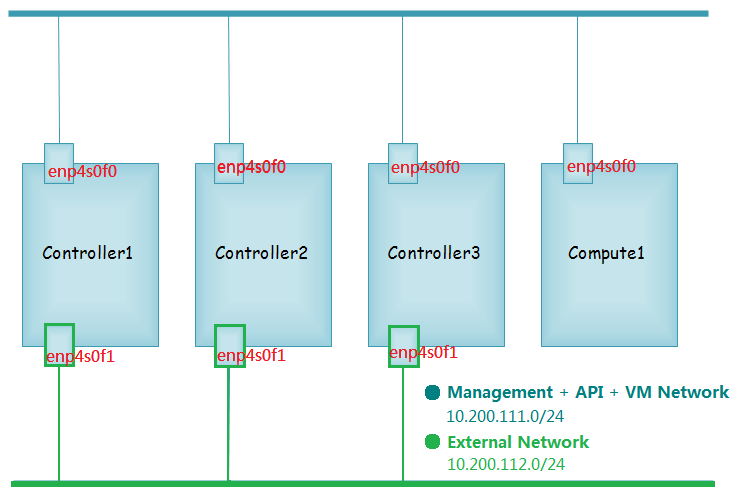 enp4s0f0
enp4s0f0
enp4s0f0
enp4s0f0
Controller1
Controller2
Controller3
Compute1
enp4s0f1
enp4s0f1
enp4s0f1
Management + API + VM Network
10.200.111.0/24
External Network
10.200.112.0/24